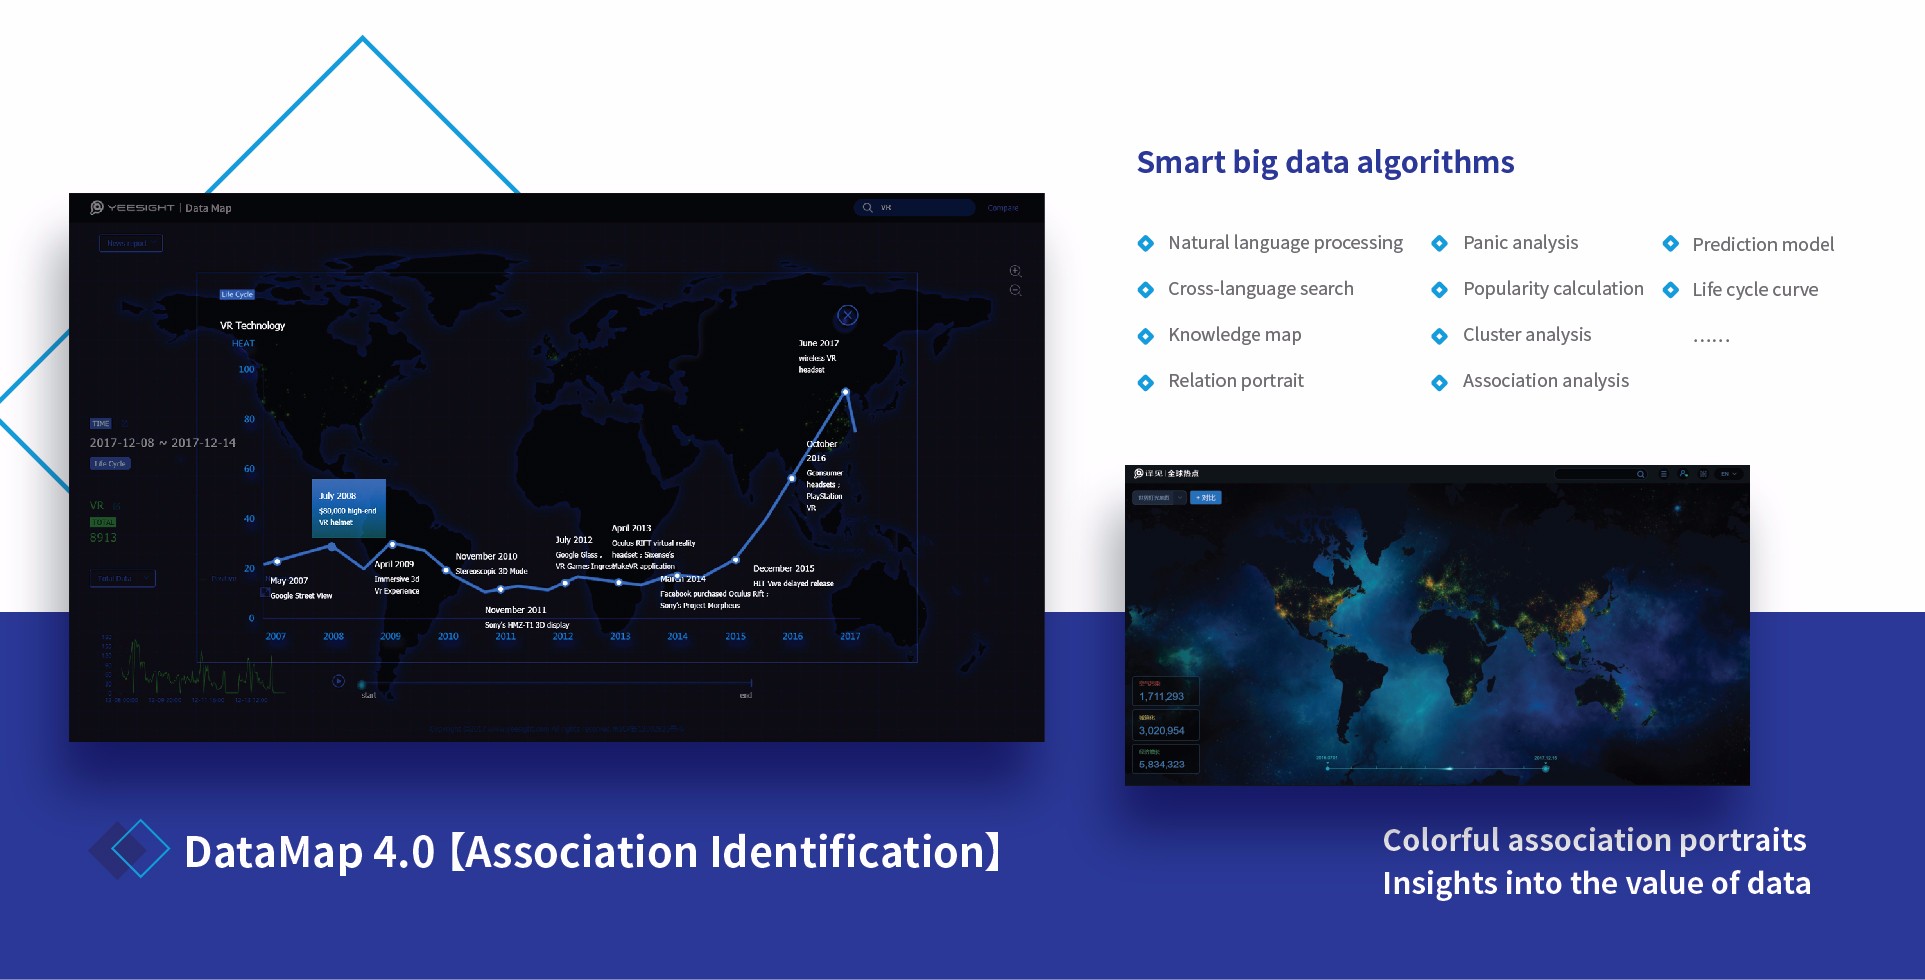 YEESIGHT | Data Map
VR
Compare
Life Cycle
VR Technology
HEAT
100
80
60
40
20
0
TIME
2017-12-08 ~ 2017-12-14
Life Cycle
VR
TOTAL
8913
July 2008
$80,000 high-end
VR helmet
May 2007
Google Street View
April 2009
Immersive 3d
Vr Experience
November 2010
Stereoscopic 3D Mode
November 2011
Sony's HMZ-T1 3D display
July 2012
Google Glass ,
VR Games Ingress
April 2013
Oculus RIFT virtual reality
headset ; Sixense's
MakeVR application
March 2014
Facebook purchased Oculus Rift ;
Sony's Project Morpheus
December 2015
Vive delayed release
October
2016
Gconsumer
headsets ;
PlayStation
VR
June 2017
wireless VR
headset
2007 2008 2009 2010 2011 2012 2013 2014 2015 2016 2017
start
end
DataMap 4.0【Association Identification】
Smart big data algorithms
Natural language processing
Cross-language search
Knowledge map
Relation portrait
Panic analysis
Popularity calculation
Cluster analysis
Association analysis
Prediction model
Life cycle curve
……
译见 | 全球热点
EN
+ 对比
1,711,293
3,020,954
5,834,323
Colorful association portraits
Insights into the value of data